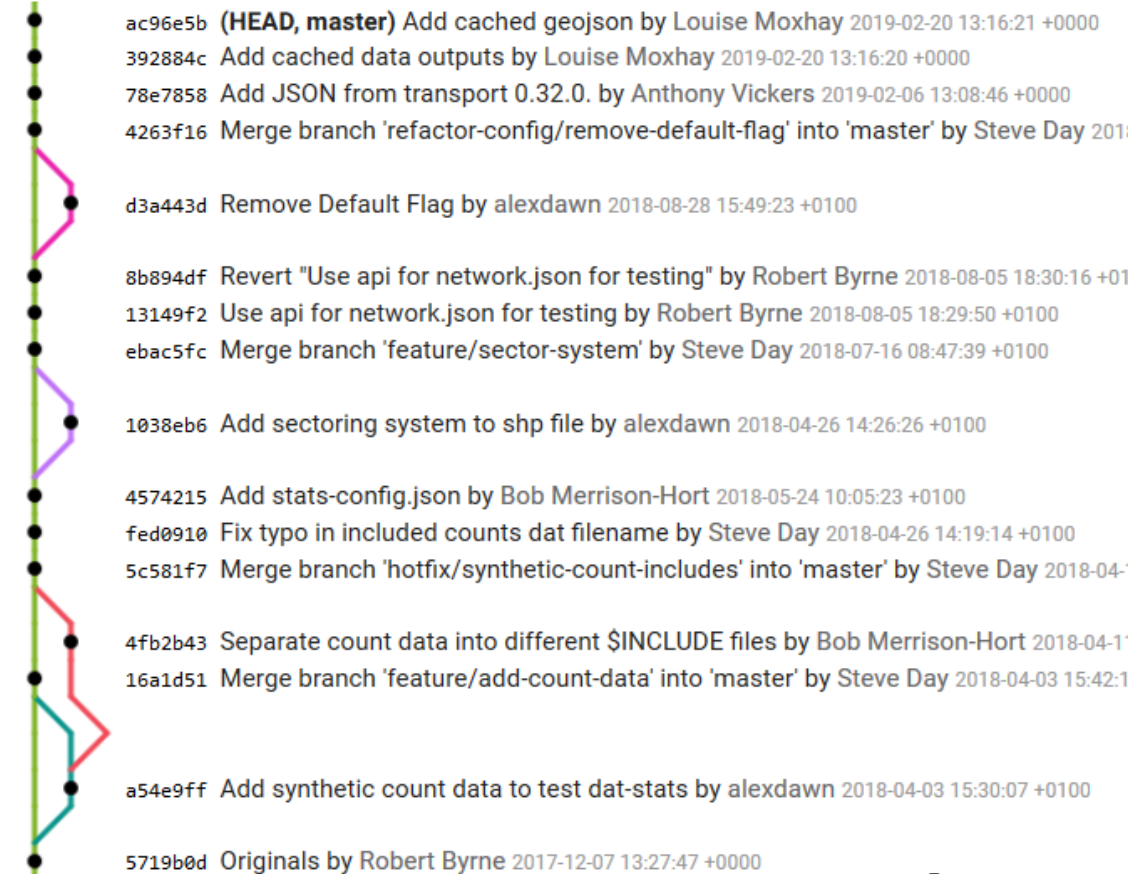 ac96e5b (HEAD, master) Add cached geojson by Louise Moxhay 2019-02-20 13:16:21 +0000
392884c Add cached data outputs by Louise Moxhay 2019-02-20 13:16:20 +0000
78e7858 Add JSON from transport 0.32.0. by Anthony Vickers 2019-02-06 13:08:46 +0000
4263f16 Merge branch 'refactor-config/remove-default-flag' into 'master' by Steve Day 201
d3a443d Remove Default Flag by alexdawn 2018-08-28 15:49:23 +0100
8b894df Revert "Use api for network.json for testing" by Robert Byrne 2018-08-05 18:30:16 +01
13149f2 Use api for network.json for testing by Robert Byrne 2018-08-05 18:29:50 +0100
ebac5fc Merge branch 'feature/sector-system' by Steve Day 2018-07-16 08:47:39 +0100
1038eb6 Add sectoring system to shp file by alexdawn 2018-04-26 14:26:26 +0100
4574215 Add stats-config.json by Bob Merrison-Hort 2018-05-24 10:05:23 +0100
fed0910 Fix typo in included counts dat filename by Steve Day 2018-04-26 14:19:14 +0100
5c581f7 Merge branch 'hotfix/synthetic-count-includes' into 'master' by Steve Day 2018-04-
4fb2b43 Separate count data into different $INCLUDE files by Bob Merrison-Hort 2018-04-11
16a1d51 Merge branch 'feature/add-count-data' into 'master' by Steve Day 2018-04-03 15:42:1
a54e9ff Add synthetic count data to test dat-stats by alexdawn 2018-04-03 15:30:07 +0100
5719b0d Originals by Robert Byrne 2017-12-07 13:27:47 +0000